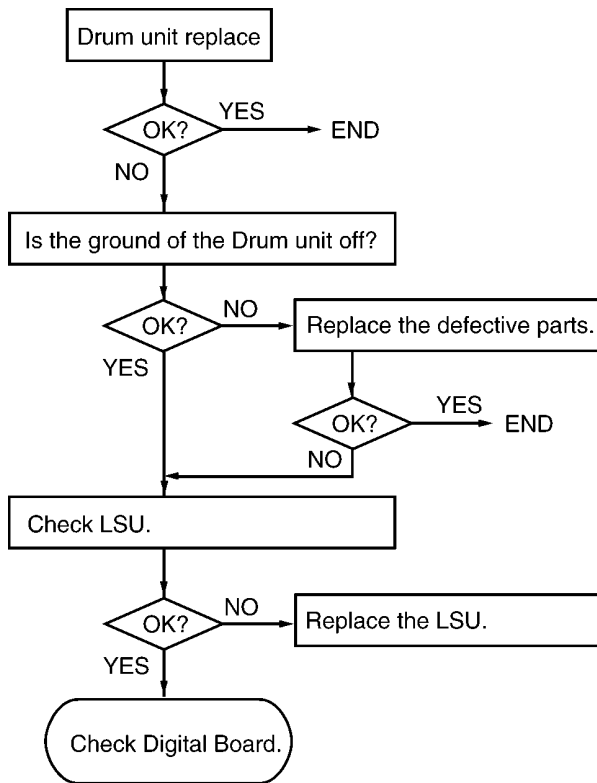 Drum unit replace
YES
OK?
END
NO
Is the ground of the Drum unit off?
NO
OK?
Replace the defective parts.
YES
YES
OK?
END
NO
Check LSU.
NO
OK?
Replace the LSU.
YES
Check Digital Board.